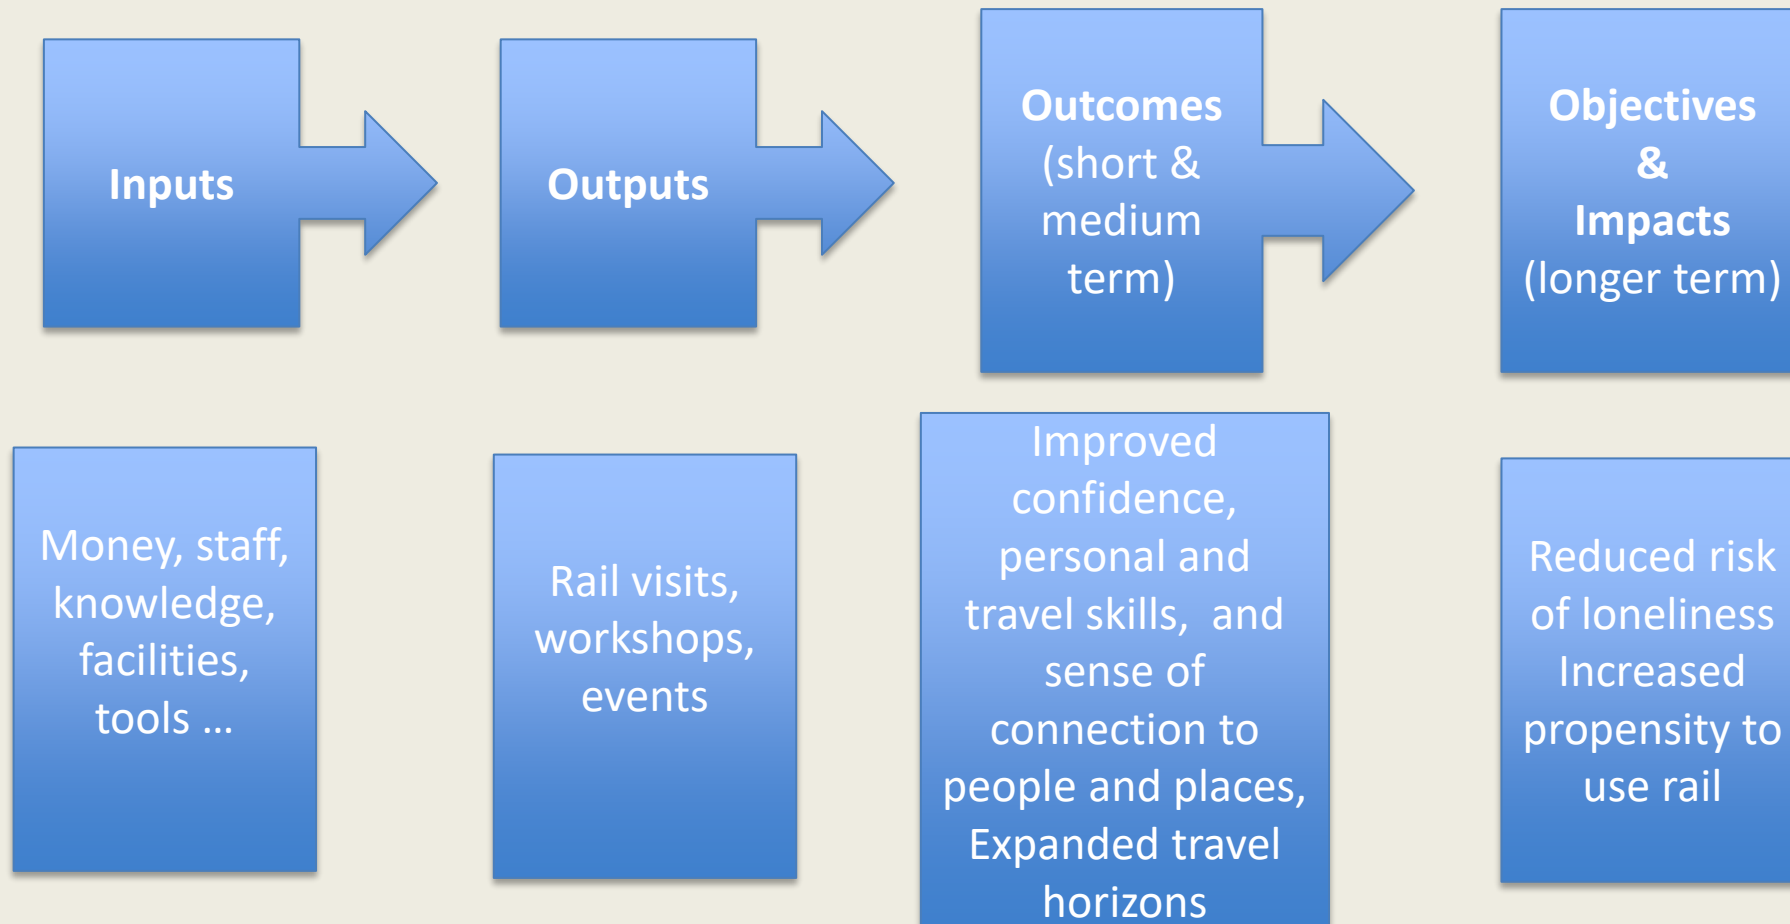 Inputs
Outputs
Outcomes
(short &
medium
term)
Objectives
&
Impacts
(longer term)
Money, staff,
knowledge,
facilities,
tools ...
Rail visits,
workshops,
events
Improved
confidence,
personal and
travel skills, and
sense of
connection to
people and places,
Expanded travel
horizons
Reduced risk
of loneliness
Increased
propensity to
use rail